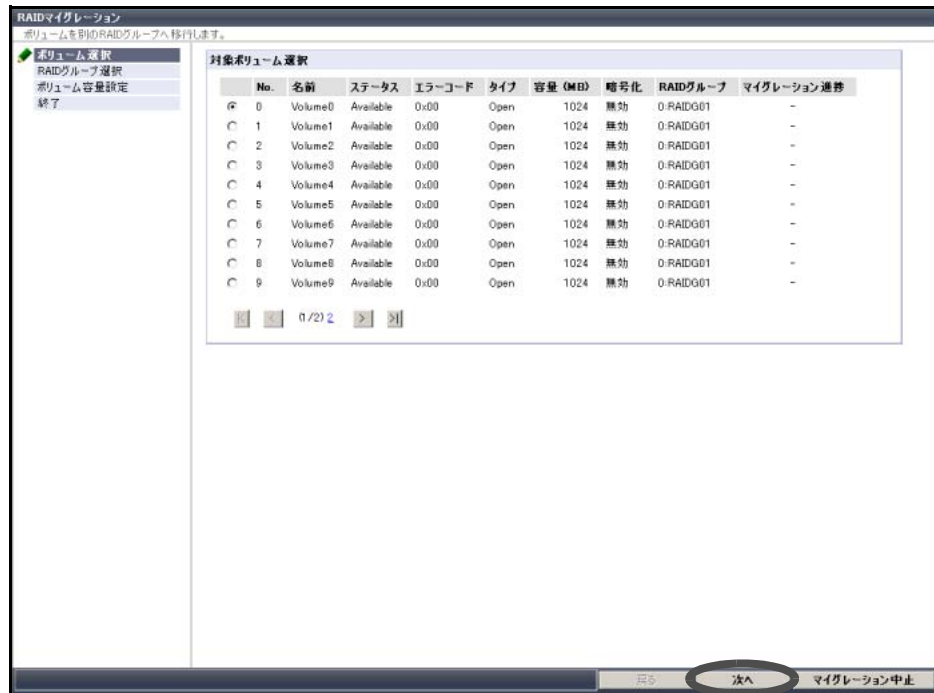 RAIDマイグレーション
ボリュームを別のRAIDグループへ移行します。
ボリューム選択
RAIDグループ選択
ボリューム容量設定
終了
対象ボリューム選択
No. 名前 ステータス エラーコード タイプ 容量 (MB) 暗号化 RAIDグループ マイグレーション進捗
0 Volume0 Available 0x00 Open 1024 無効 0:RAIDG01 -
1 Volume1 Available 0x00 Open 1024 無効 0:RAIDG01 -
2 Volume2 Available 0x00 Open 1024 無効 0:RAIDG01 -
3 Volume3 Available 0x00 Open 1024 無効 0:RAIDG01 -
4 Volume4 Available 0x00 Open 1024 無効 0:RAIDG01 -
5 Volume5 Available 0x00 Open 1024 無効 0:RAIDG01 -
6 Volume6 Available 0x00 Open 1024 無効 0:RAIDG01 -
7 Volume7 Available 0x00 Open 1024 無効 0:RAIDG01 -
8 Volume8 Available 0x00 Open 1024 無効 0:RAIDG01 -
9 Volume9 Available 0x00 Open 1024 無効 0:RAIDG01 -
(1/2) 2
戻る 次へ マイグレーション中止